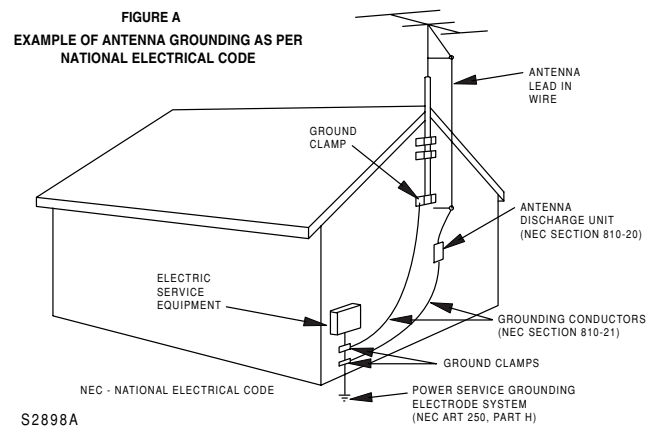 FIGURE A
EXAMPLE OF ANTENNA GROUNDING AS PER
NATIONAL ELECTRICAL CODE
ANTENNA
LEAD IN
WIRE
GROUND
CLAMP
ANTENNA
DISCHARGE UNIT
(NEC SECTION 810-20)
ELECTRIC
SERVICE
EQUIPMENT
GROUNDING CONDUCTORS
(NEC SECTION 810-21)
GROUND CLAMPS
NEC - NATIONAL ELECTRICAL CODE
POWER SERVICE GROUNDING
ELECTRODE SYSTEM
(NEC ART 250, PART H)
S2898A